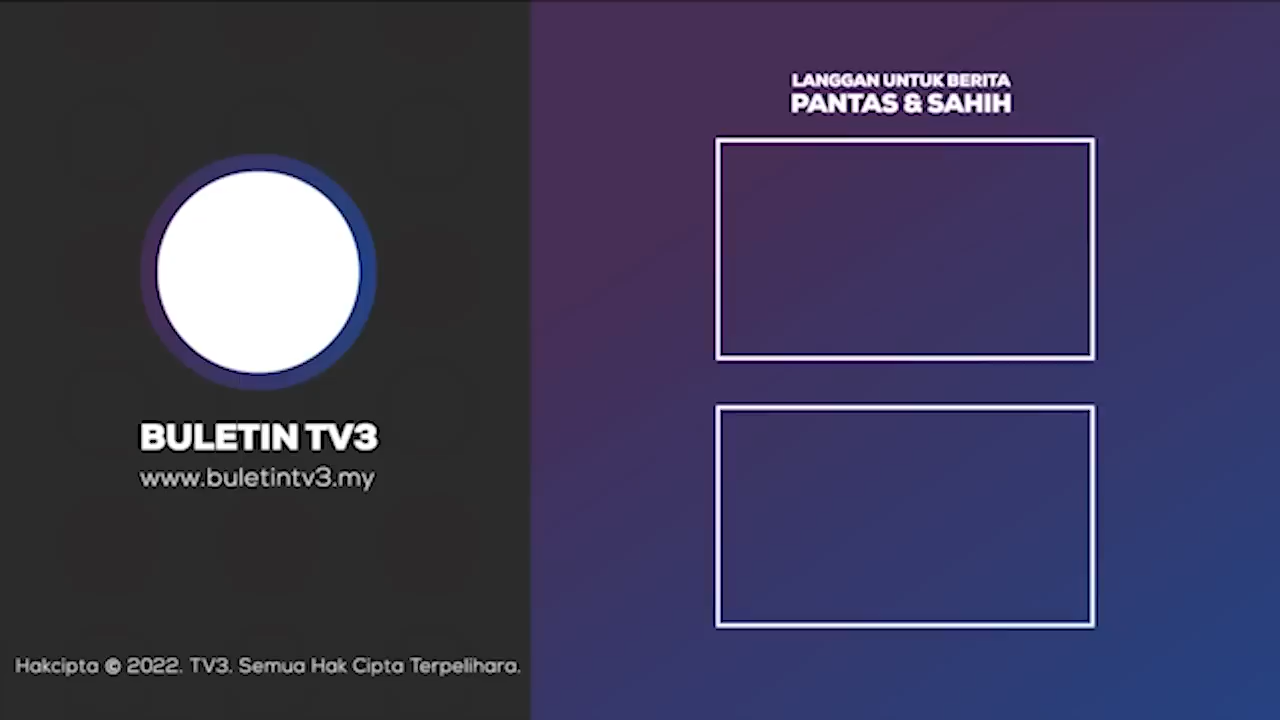 BULETIN TV3
www.buletintv3.my
Hakcipta © 2022. TV3. Semua Hak Cipta Terpelihara.
LANGGAN UNTUK BERITA
PANTAS & SAHIH